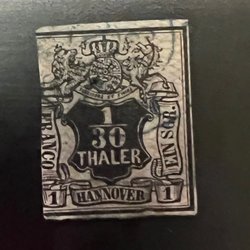 1
30
THALER
FRANCO
EIN SGR.
1
HANNOVER
1